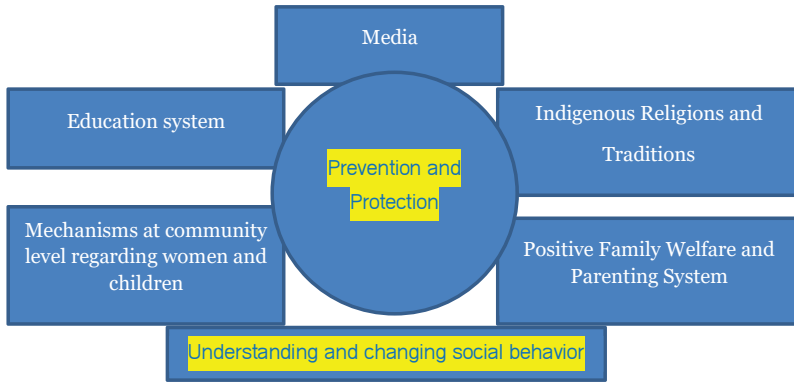 Media
Education system
Indigenous Religions and
Traditions
Prevention and
Protection
Mechanisms at community
level regarding women and
children
Positive Family Welfare and
Parenting System
Understanding and changing social behavior